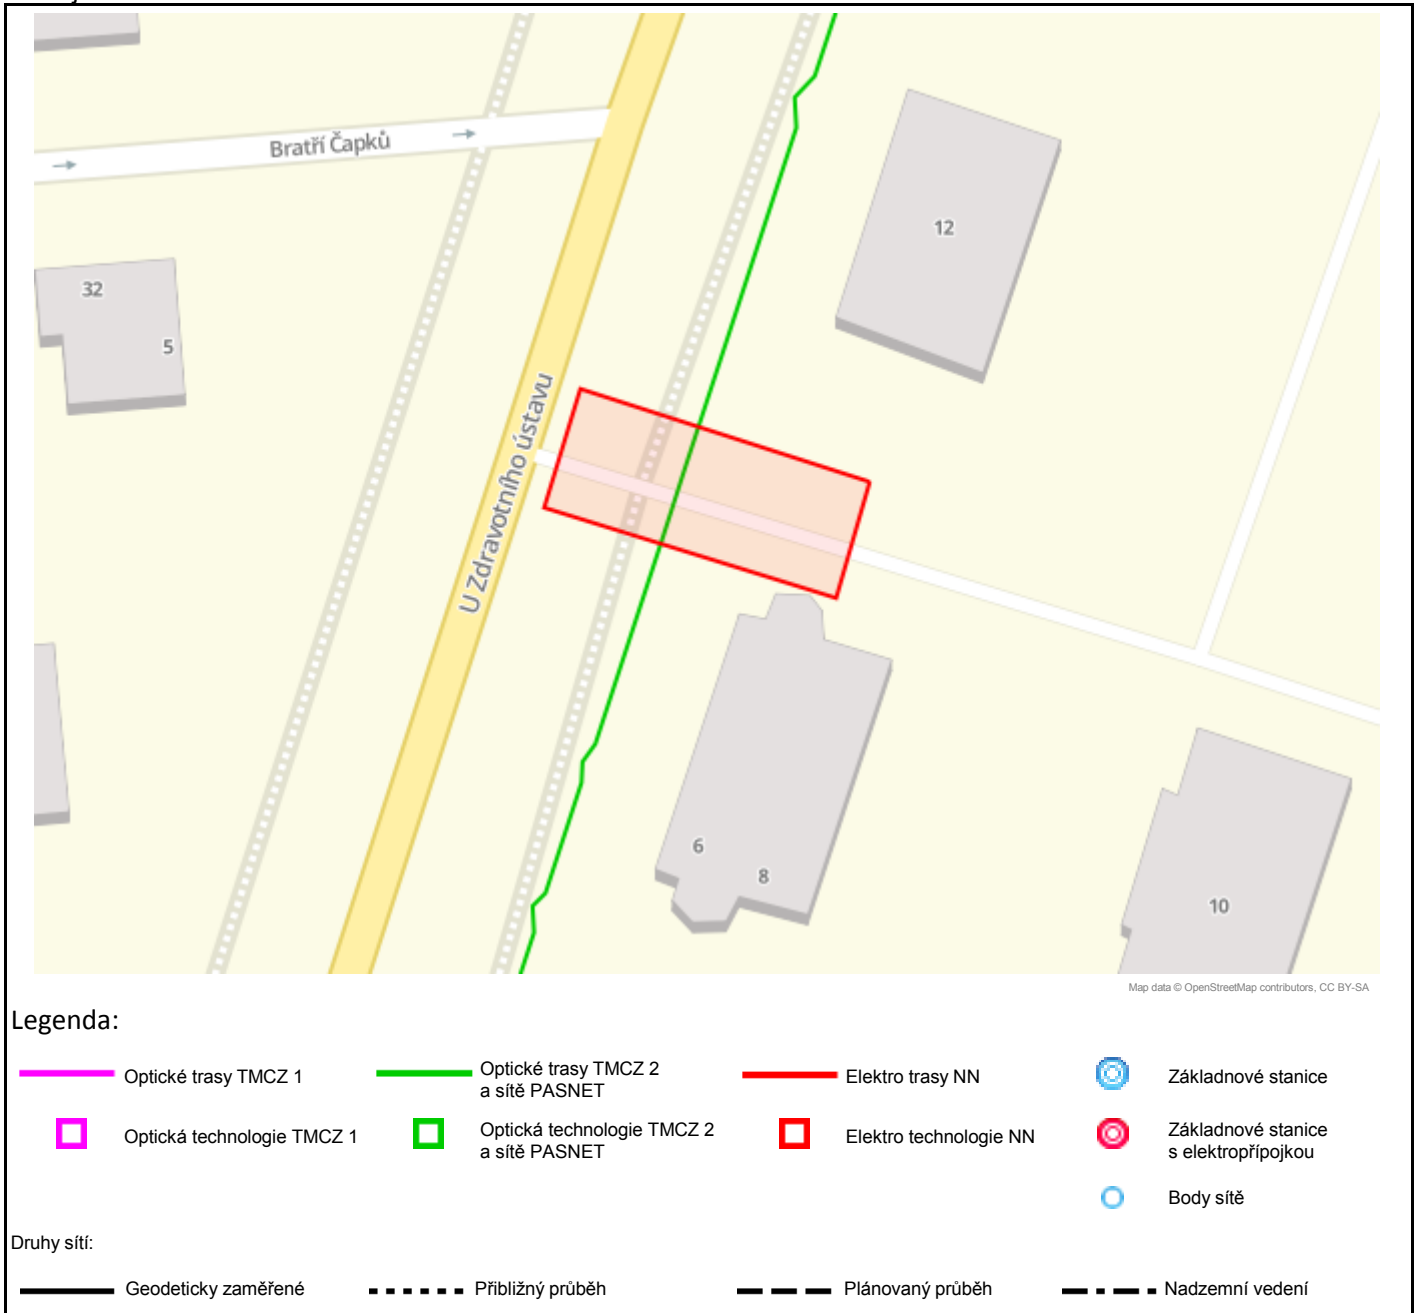 Bratří Čapků
12
32
5
U Zdravotního ústavu
6
8
10
Map data © OpenStreetMap contributors, CC BY-SA
Legenda:
Optické trasy TMCZ 1
Optické trasy TMCZ 2
a sítě PASNET
Elektro trasy NN
Základnové stanice
Optická technologie TMCZ 1
Optická technologie TMCZ 2
a sítě PASNET
Elektro technologie NN
Základnové stanice
s elektropřípojkou
Body sítě
Druhy sítí:
Geodeticky zaměřené
Přibližný průběh
Plánovaný průběh
Nadzemní vedení